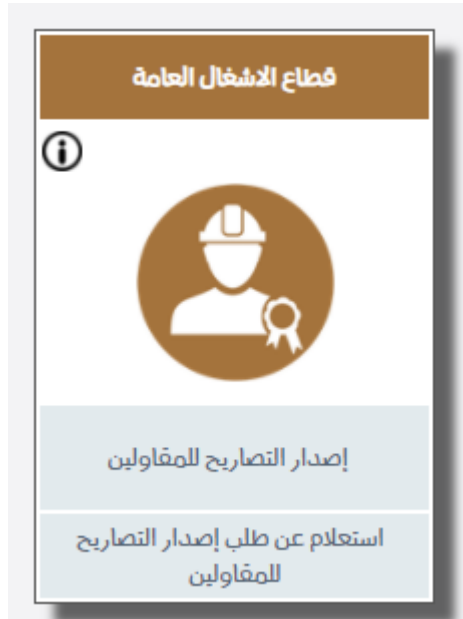 قطاع الاشغال العامة
إصدار التصاريح للمقاولين
استعلام عن طلب إصدار التصاريح
للمقاولين